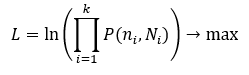 L = ln(∏_{i=1}^{k} P(n_i, N_i)) → max